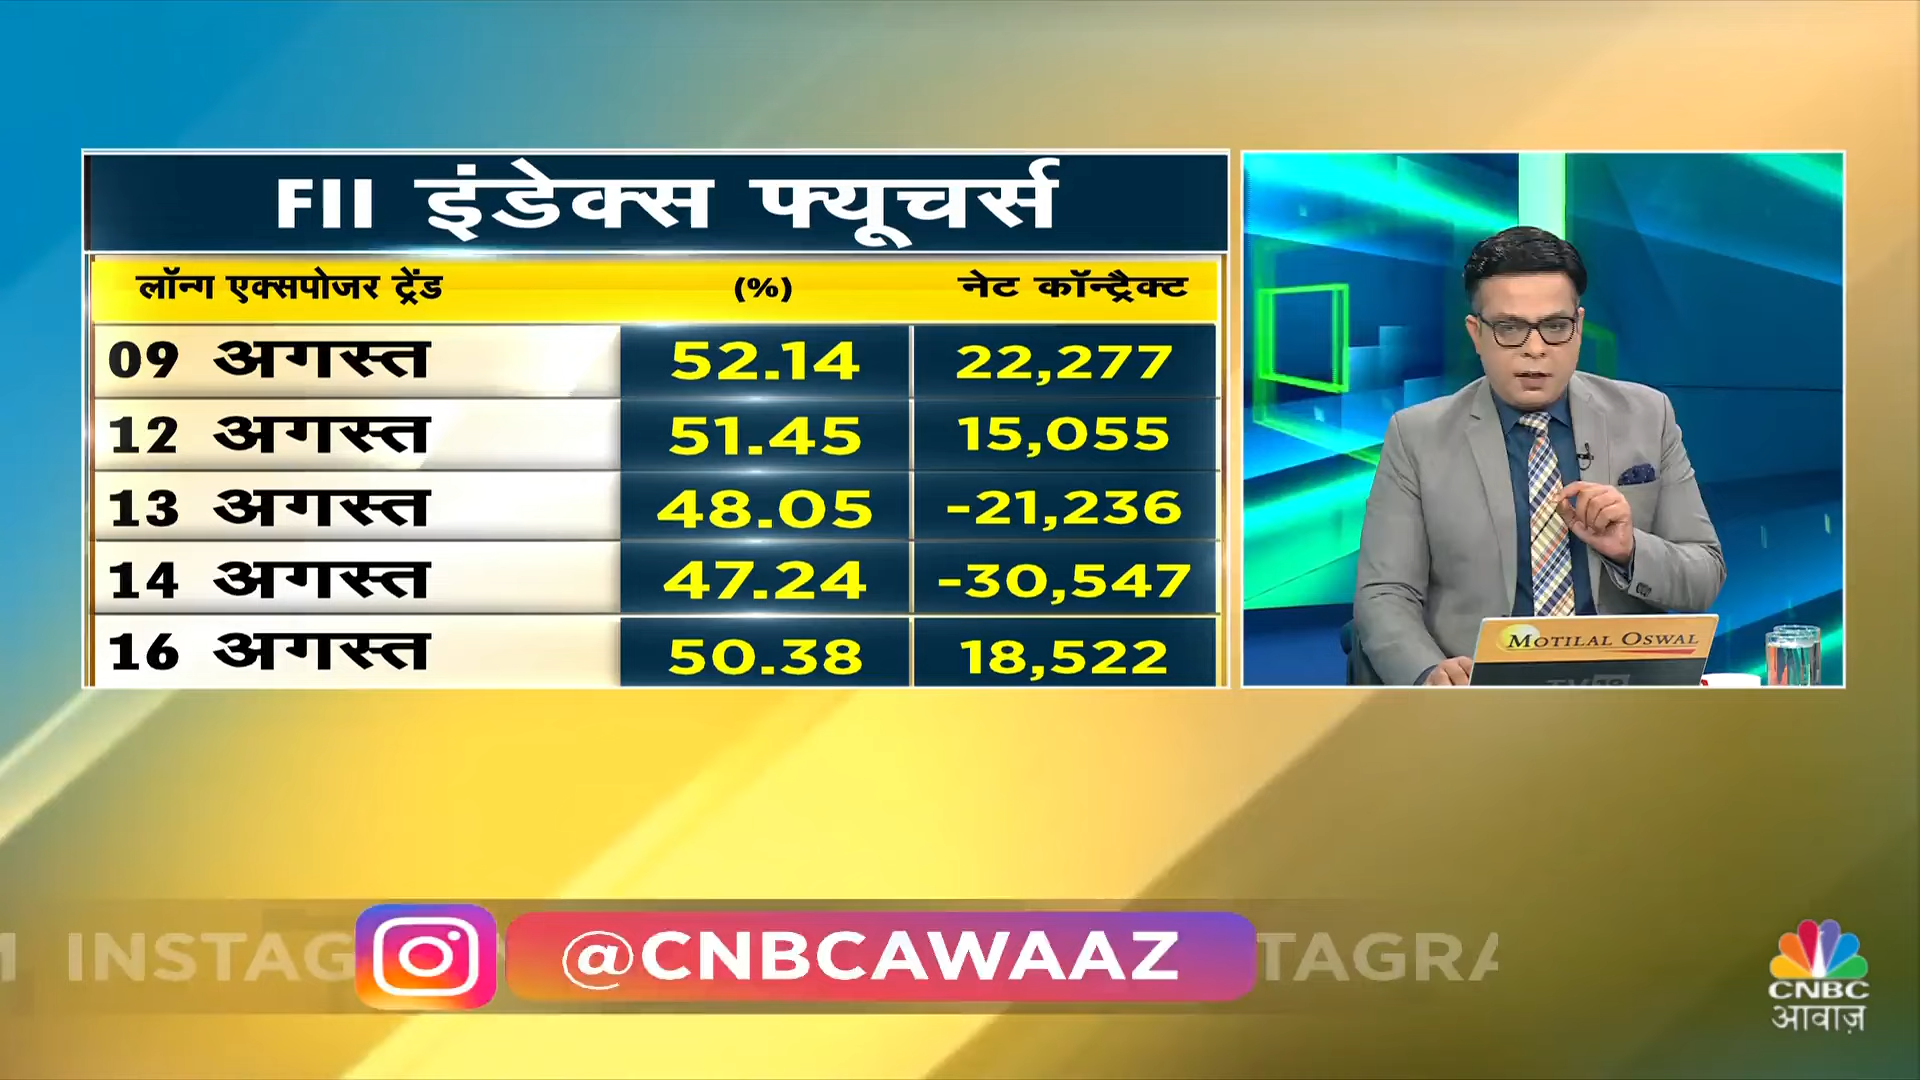 FII इंडेक्स फ्यूचर्स
लॉन्ग एक्सपोजर ट्रेंड (%) नेट कॉन्ट्रैक्ट
09 अगस्त 52.14 22,277
12 अगस्त 51.45 15,055
13 अगस्त 48.05 -21,236
14 अगस्त 47.24 -30,547
16 अगस्त 50.38 18,522
MOTILAL OSWAL
TV18
M INSTAG @CNBCAWAAZ TAGRA
CNBC
आवाज़